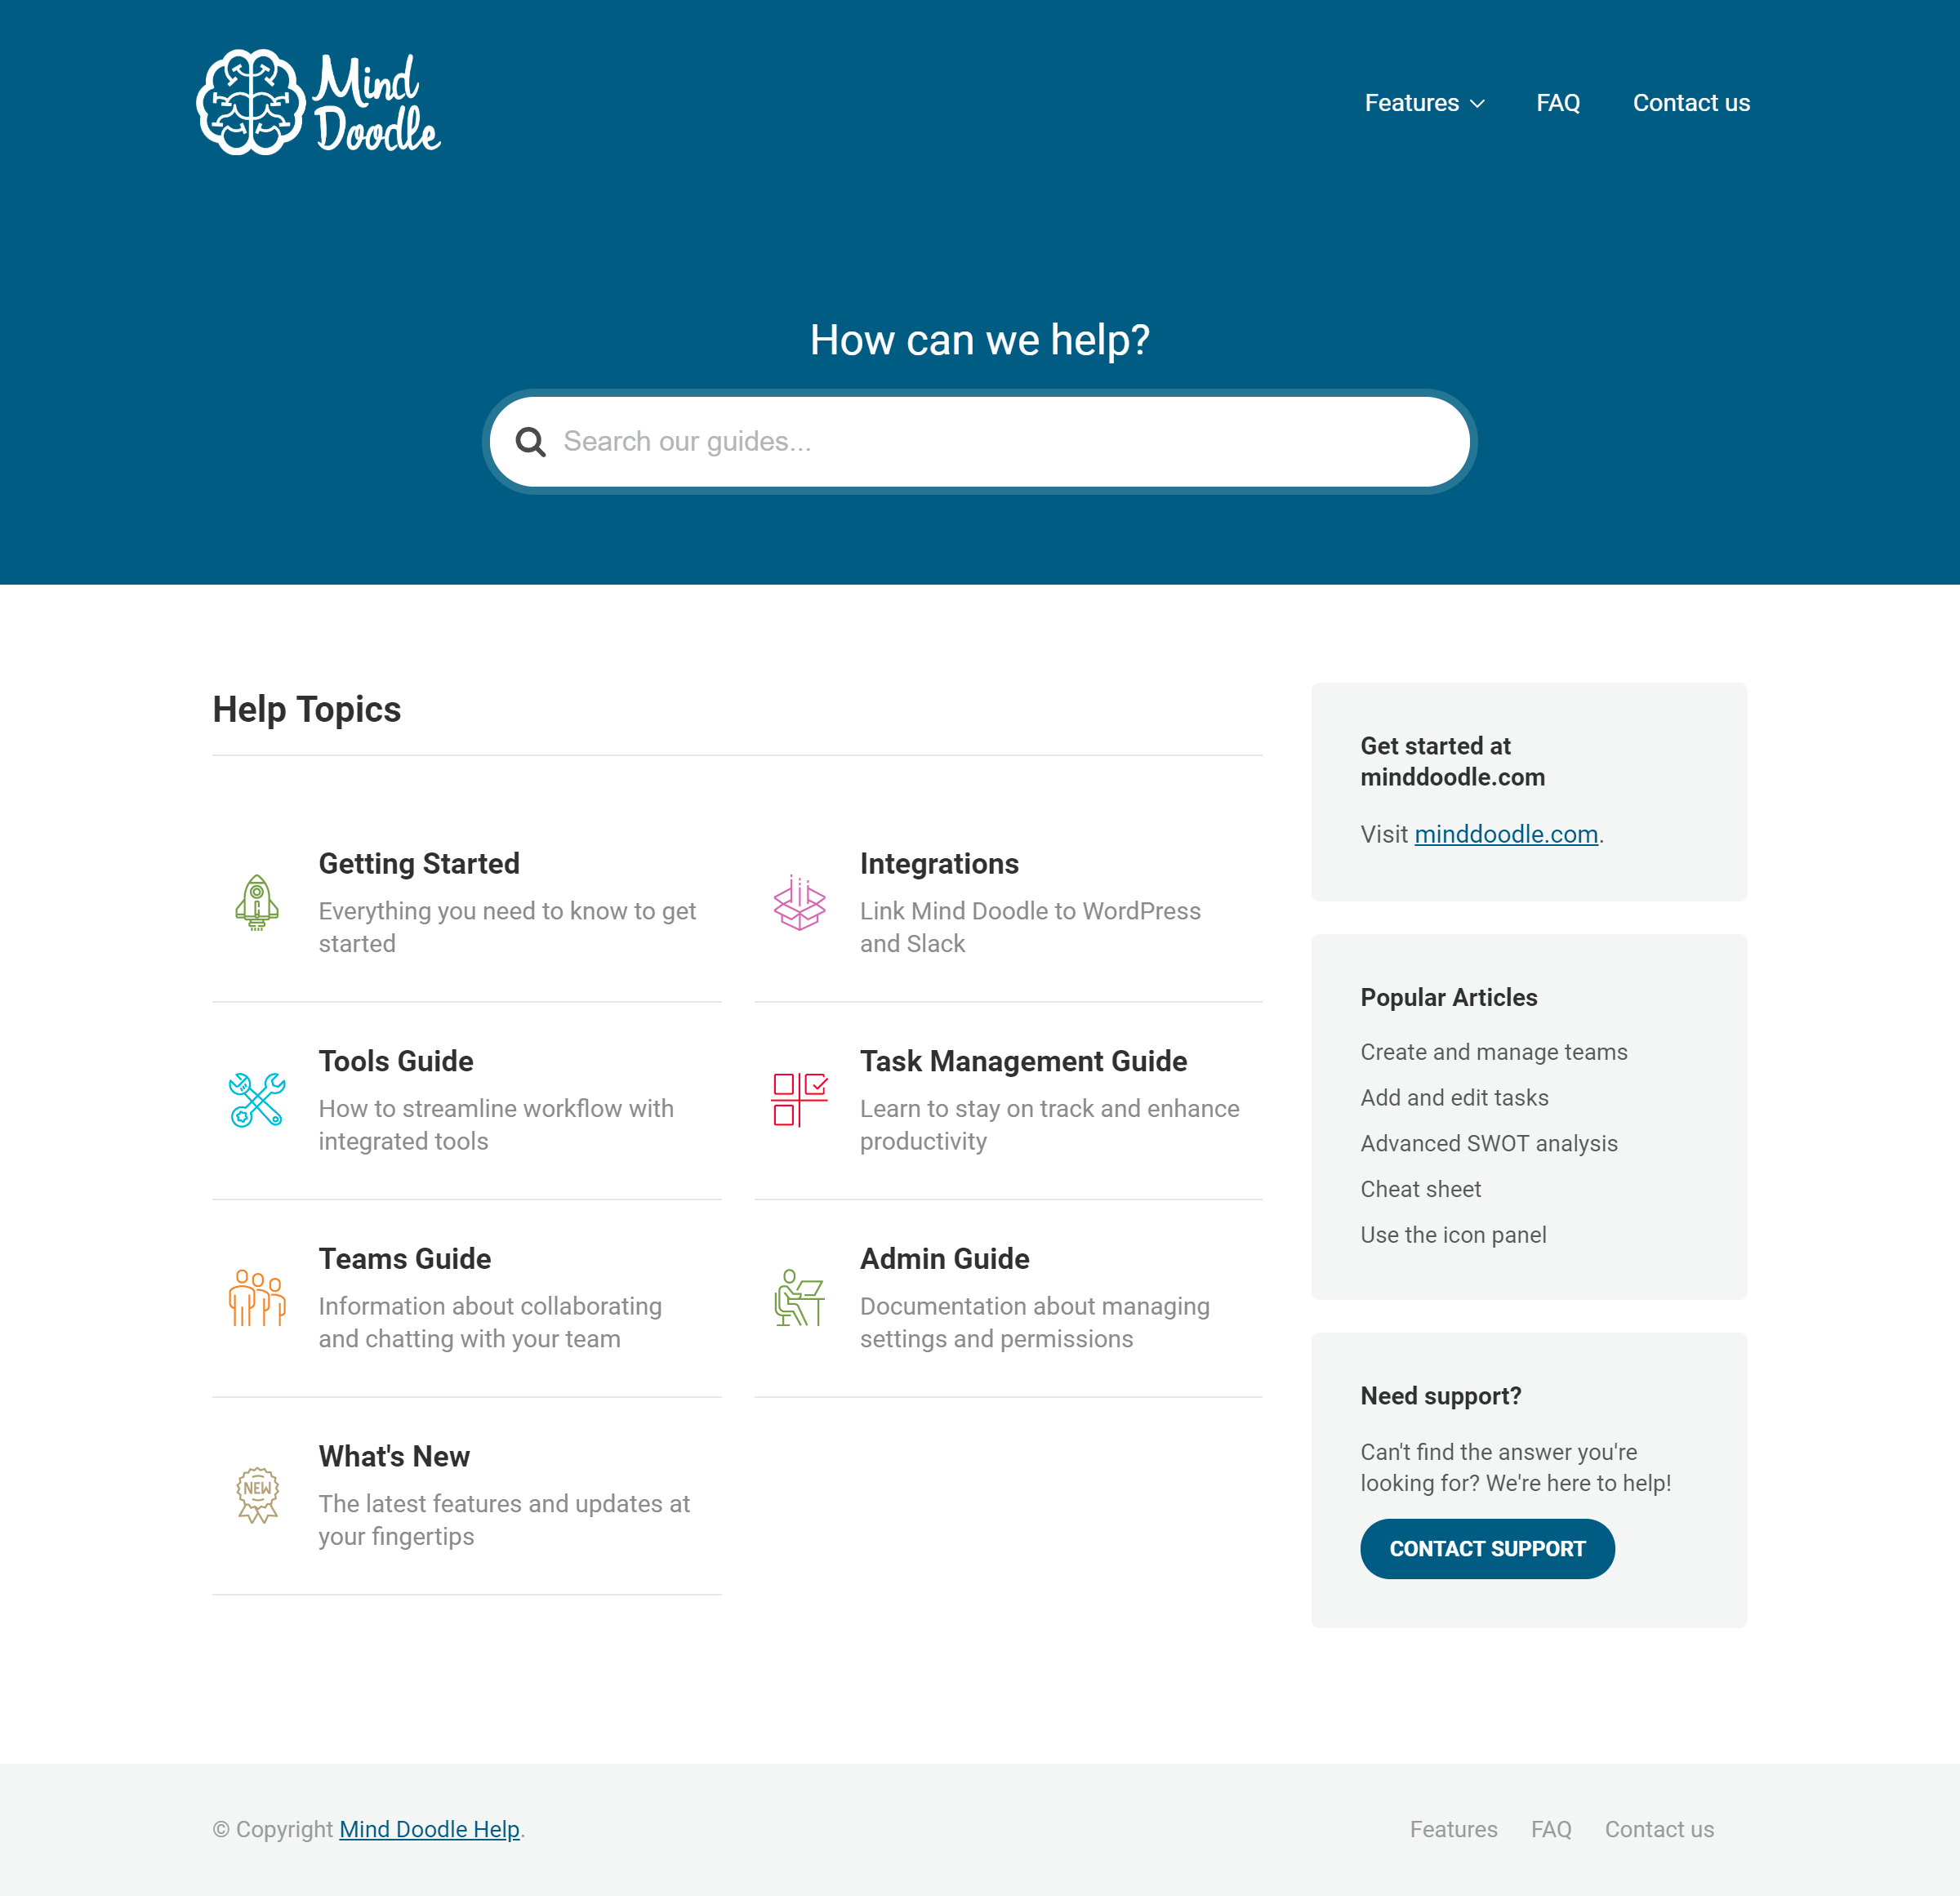 Mind
Doodle
Features
FAQ
Contact us
How can we help?
Search our guides...
Help Topics
Getting Started
Everything you need to know to get
started
Integrations
Link Mind Doodle to WordPress
and Slack
Tools Guide
How to streamline workflow with
integrated tools
Task Management Guide
Learn to stay on track and enhance
productivity
Teams Guide
Information about collaborating
and chatting with your team
Admin Guide
Documentation about managing
settings and permissions
NEW
What's New
The latest features and updates at
your fingertips
Get started at
minddoodle.com
Visit minddoodle.com.
Popular Articles
Create and manage teams
Add and edit tasks
Advanced SWOT analysis
Cheat sheet
Use the icon panel
Need support?
Can't find the answer you're
looking for? We're here to help!
CONTACT SUPPORT
© Copyright Mind Doodle Help.
Features
FAQ
Contact us